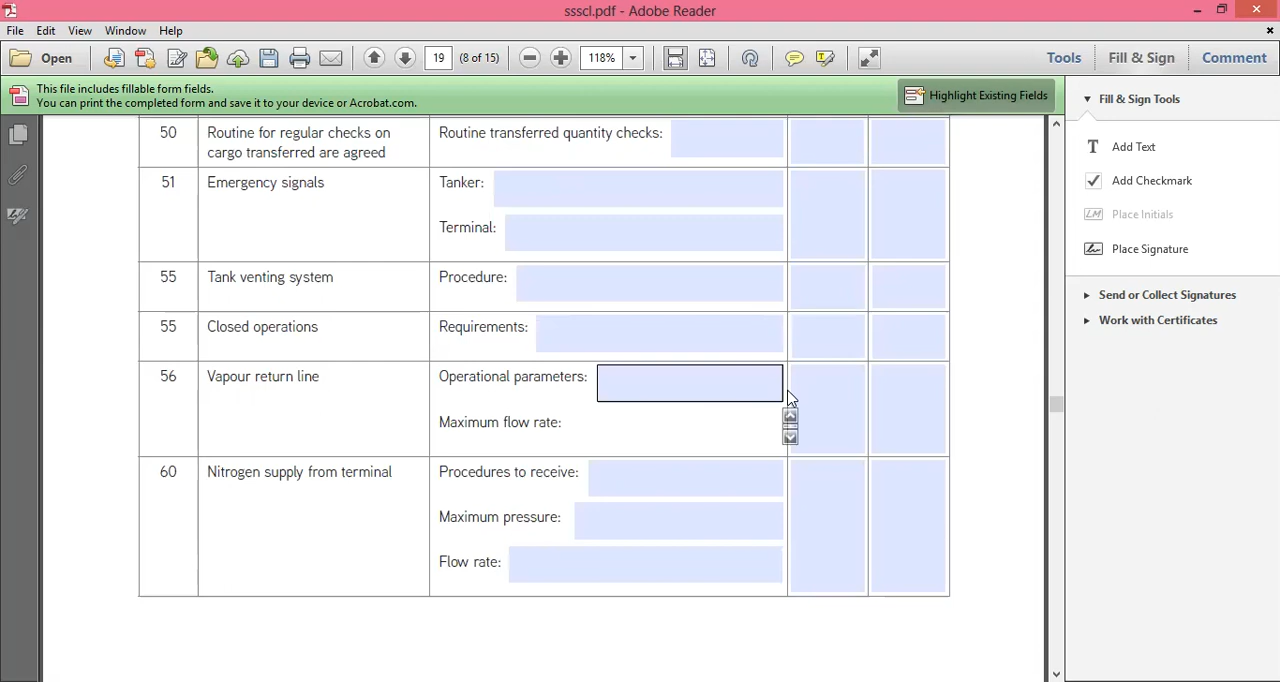 ssscl.pdf - Adobe Reader
File Edit View Window Help
Open 19 (8 of 15) 118% Tools Fill & Sign Comment
This file includes fillable form fields.
You can print the completed form and save it to your device or Acrobat.com.
Highlight Existing Fields
Fill & Sign Tools
Add Text
Add Checkmark
LM Place Initials
Place Signature
Send or Collect Signatures
Work with Certificates
50 Routine for regular checks on Routine transferred quantity checks:
cargo transferred are agreed
51 Emergency signals Tanker:
Terminal:
55 Tank venting system Procedure:
55 Closed operations Requirements:
56 Vapour return line Operational parameters:
Maximum flow rate:
60 Nitrogen supply from terminal Procedures to receive:
Maximum pressure:
Flow rate: